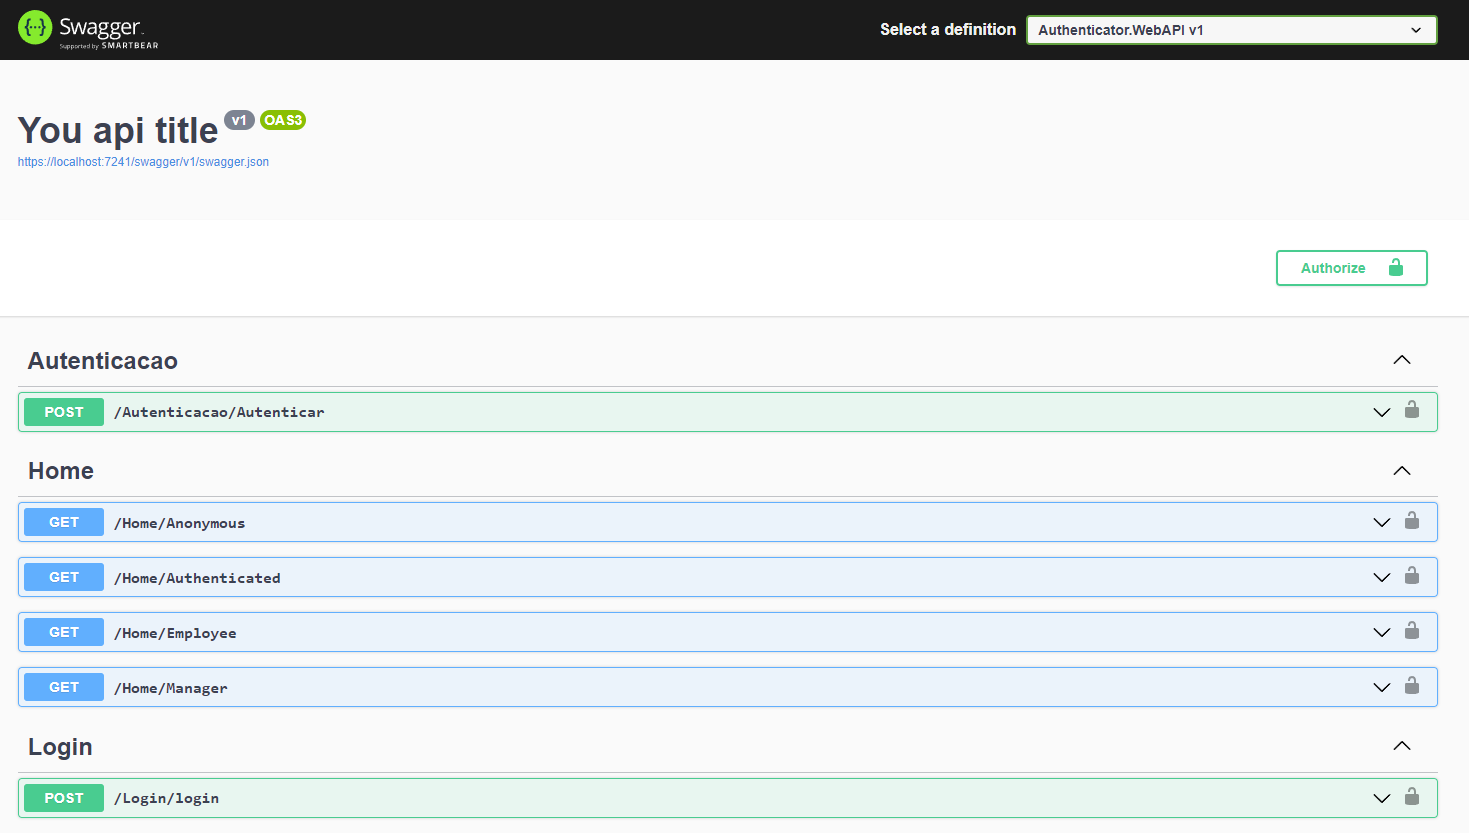 Swagger.
Supported by SMARTBEAR
Select a definition
Authenticator.WebAPI v1
You api title v1 OAS3
https://localhost:7241/swagger/v1/swagger.json
Authorize
Autenticacao
POST /Autenticacao/Autenticar
Home
GET /Home/Anonymous
GET /Home/Authenticated
GET /Home/Employee
GET /Home/Manager
Login
POST /Login/login